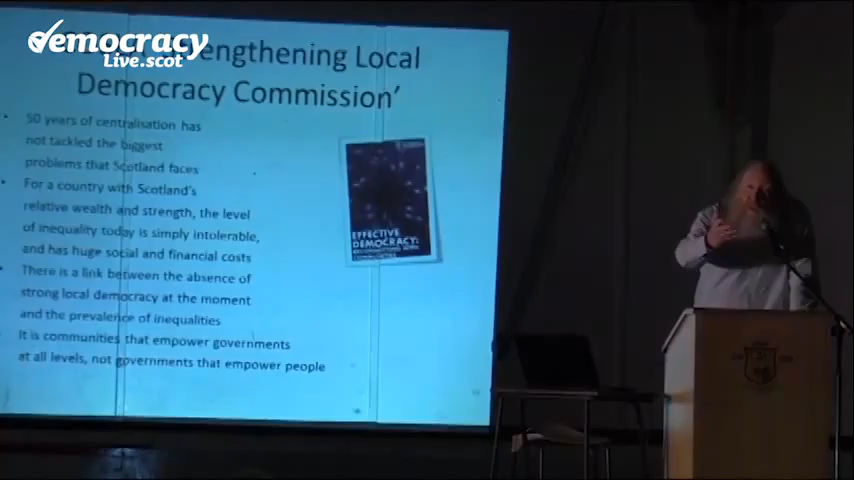 democracy
Live.scot
Strengthening Local
Democracy Commission'
50 years of centralisation has
not tackled the biggest
problems that Scotland faces
For a country with Scotland's
relative wealth and strength, the level
of inequality today is simply intolerable,
and has huge social and financial costs
There is a link between the absence of
strong local democracy at the moment
and the prevalence of inequalities
It is communities that empower governments
at all levels, not governments that empower people
EFFECTIVE
DEMOCRACY: